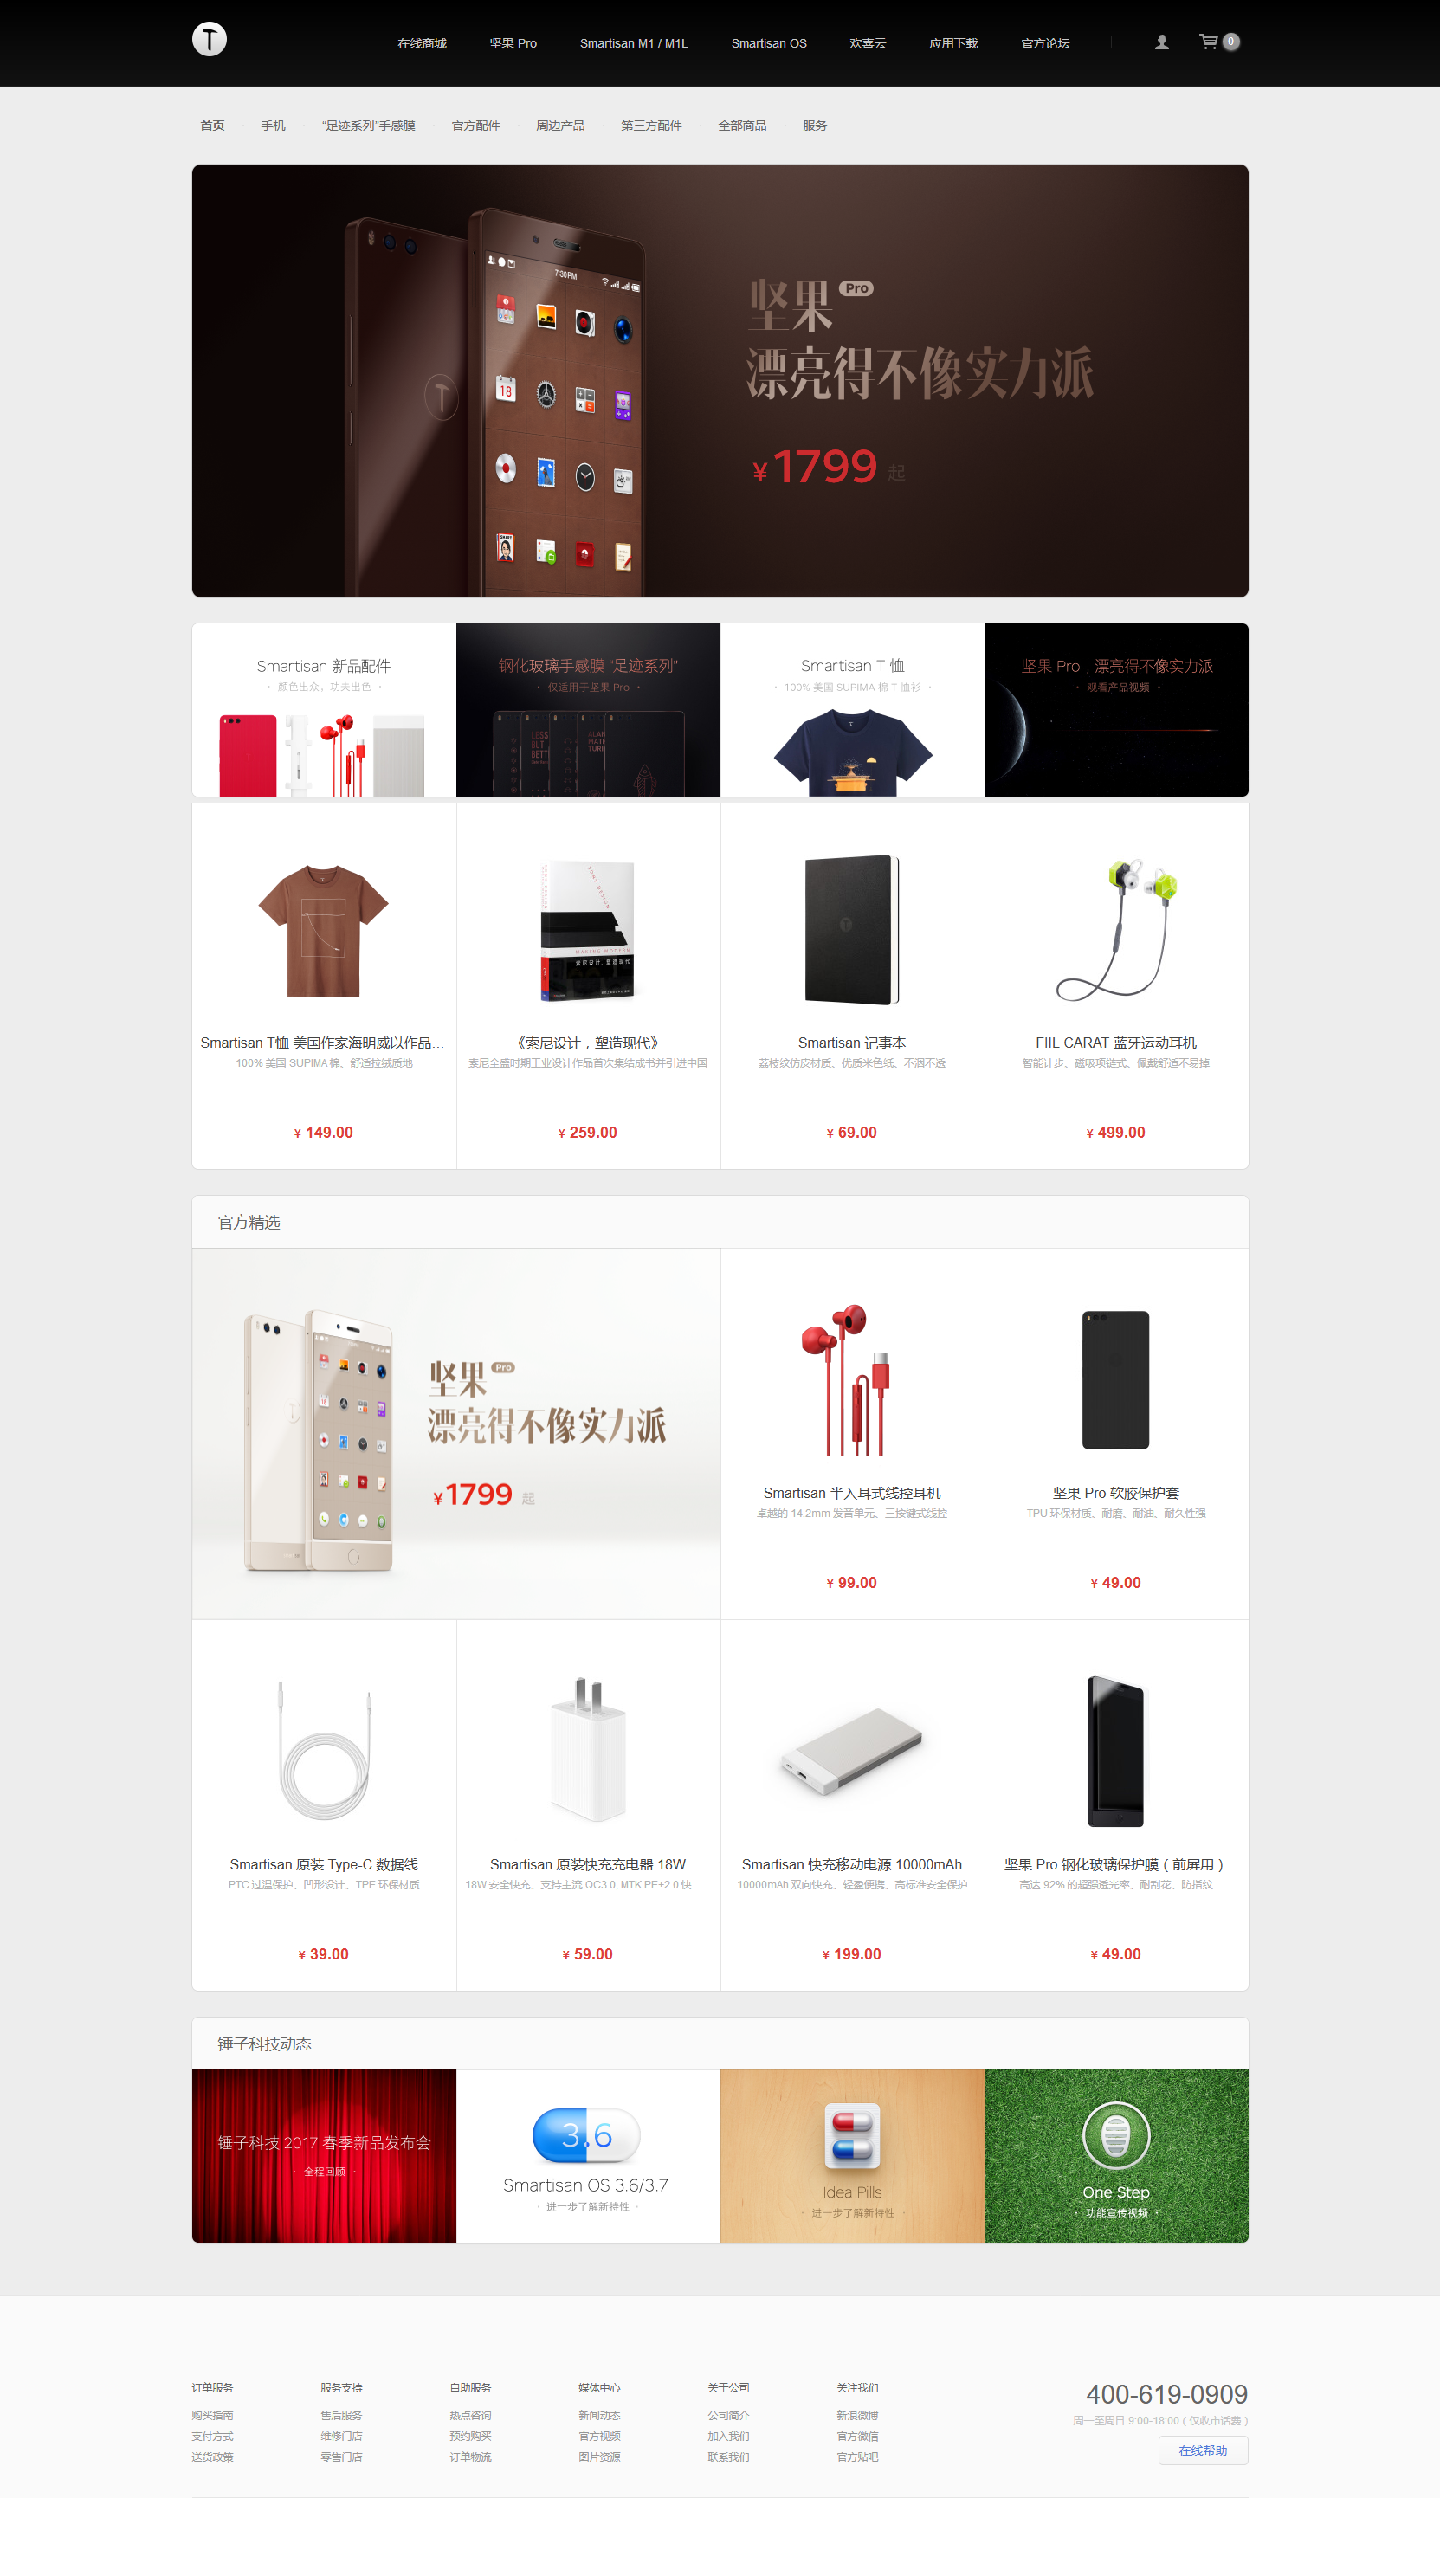 在线商城
坚果 Pro
Smartisan M1 / M1L
Smartisan OS
欢喜云
应用下载
官方论坛
0
首页
手机
“足迹系列”手感膜
官方配件
周边产品
第三方配件
全部商品
服务
7:30PM
18
坚果 Pro
漂亮得不像实力派
¥1799 起
Smartisan 新品配件
· 颜色出众，功夫出色 ·
钢化玻璃手感膜 “足迹系列”
· 仅适用于坚果 Pro ·
LESS
BUT
BETT
ALAN
MATH
TURI
Smartisan T 恤
· 100% 美国 SUPIMA 棉 T 恤衫 ·
坚果 Pro，漂亮得不像实力派
· 观看产品视频 ·
SONY DESIGN
MAKING MODERN
索尼设计，塑造现代
Smartisan T恤 美国作家海明威以作品...
100% 美国 SUPIMA 棉、舒适拉绒质地
¥ 149.00
《索尼设计，塑造现代》
索尼全盛时期工业设计作品首次集结成书并引进中国
¥ 259.00
Smartisan 记事本
荔枝纹仿皮材质、优质米色纸、不洇不透
¥ 69.00
FIIL CARAT 蓝牙运动耳机
智能计步、磁吸项链式、佩戴舒适不易掉
¥ 499.00
官方精选
坚果 Pro
漂亮得不像实力派
¥1799 起
Smartisan 半入耳式线控耳机
卓越的 14.2mm 发音单元、三按键式线控
¥ 99.00
坚果 Pro 软胶保护套
TPU 环保材质、耐磨、耐油、耐久性强
¥ 49.00
Smartisan 原装 Type-C 数据线
PTC 过温保护、凹形设计、TPE 环保材质
¥ 39.00
Smartisan 原装快充充电器 18W
18W 安全快充、支持主流 QC3.0, MTK PE+2.0 快...
¥ 59.00
Smartisan 快充移动电源 10000mAh
10000mAh 双向快充、轻盈便携、高标准安全保护
¥ 199.00
坚果 Pro 钢化玻璃保护膜（前屏用）
高达 92% 的超强透光率、耐刮花、防指纹
¥ 49.00
锤子科技动态
锤子科技 2017 春季新品发布会
· 全程回顾 ·
3.6
Smartisan OS 3.6/3.7
· 进一步了解新特性 ·
Idea Pills
· 进一步了解新特性 ·
One Step
· 功能宣传视频 ·
订单服务
购买指南
支付方式
送货政策
服务支持
售后服务
维修门店
零售门店
自助服务
热点咨询
预约购买
订单物流
媒体中心
新闻动态
官方视频
图片资源
关于公司
公司简介
加入我们
联系我们
关注我们
新浪微博
官方微信
官方贴吧
400-619-0909
周一至周日 9:00-18:00（仅收市话费）
在线帮助